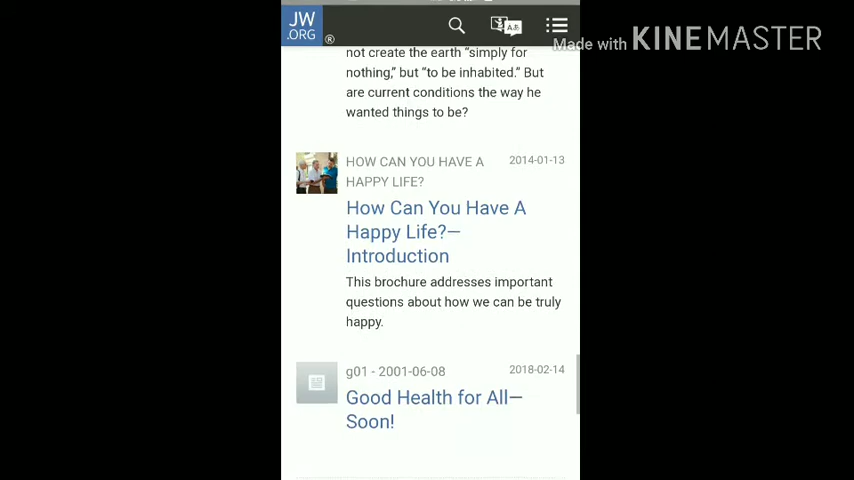 JW
.ORG
®
Made with KINEMASTER
not create the earth “simply for
nothing,” but “to be inhabited.” But
are current conditions the way he
wanted things to be?
HOW CAN YOU HAVE A
HAPPY LIFE?
2014-01-13
How Can You Have A
Happy Life?—
Introduction
This brochure addresses important
questions about how we can be truly
happy.
g01 - 2001-06-08
2018-02-14
Good Health for All—
Soon!